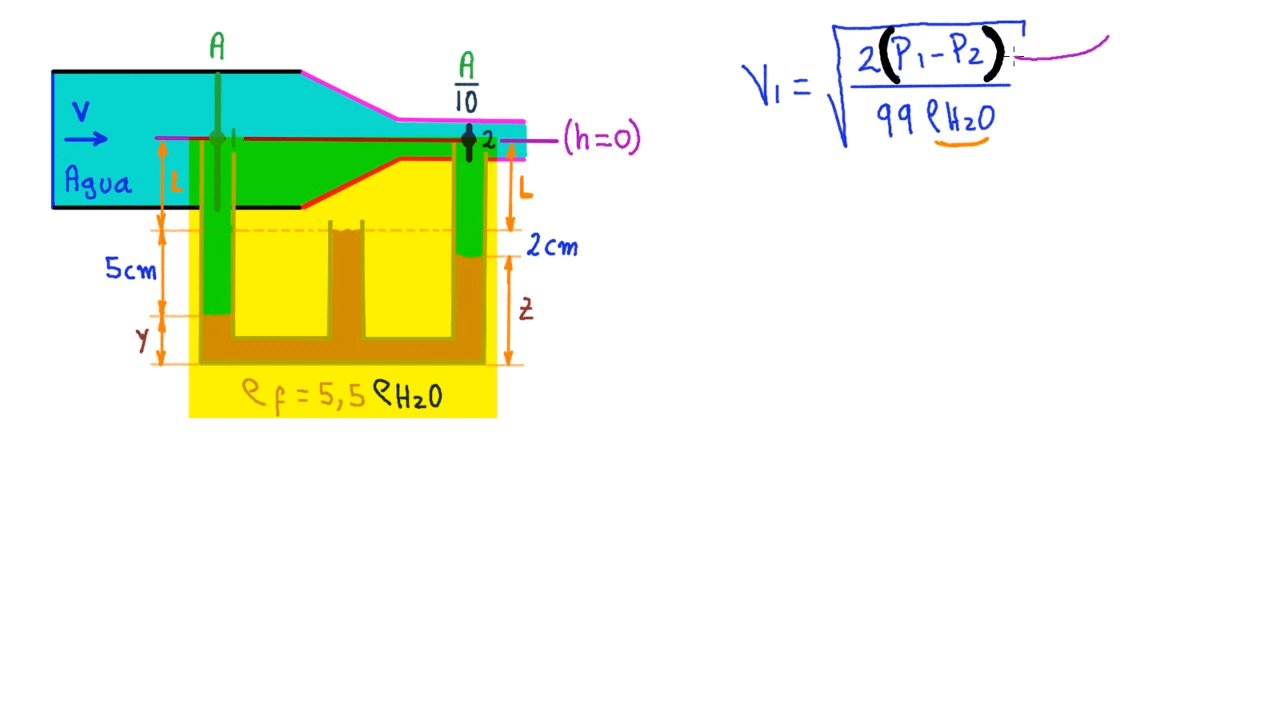 A
A/10
V
1
2
(h=0)
Agua
L
L
5cm
2cm
Y
Z
ρf = 5,5 ρH₂O
V₁ = √(2(P₁-P₂)/99 ρH₂O)